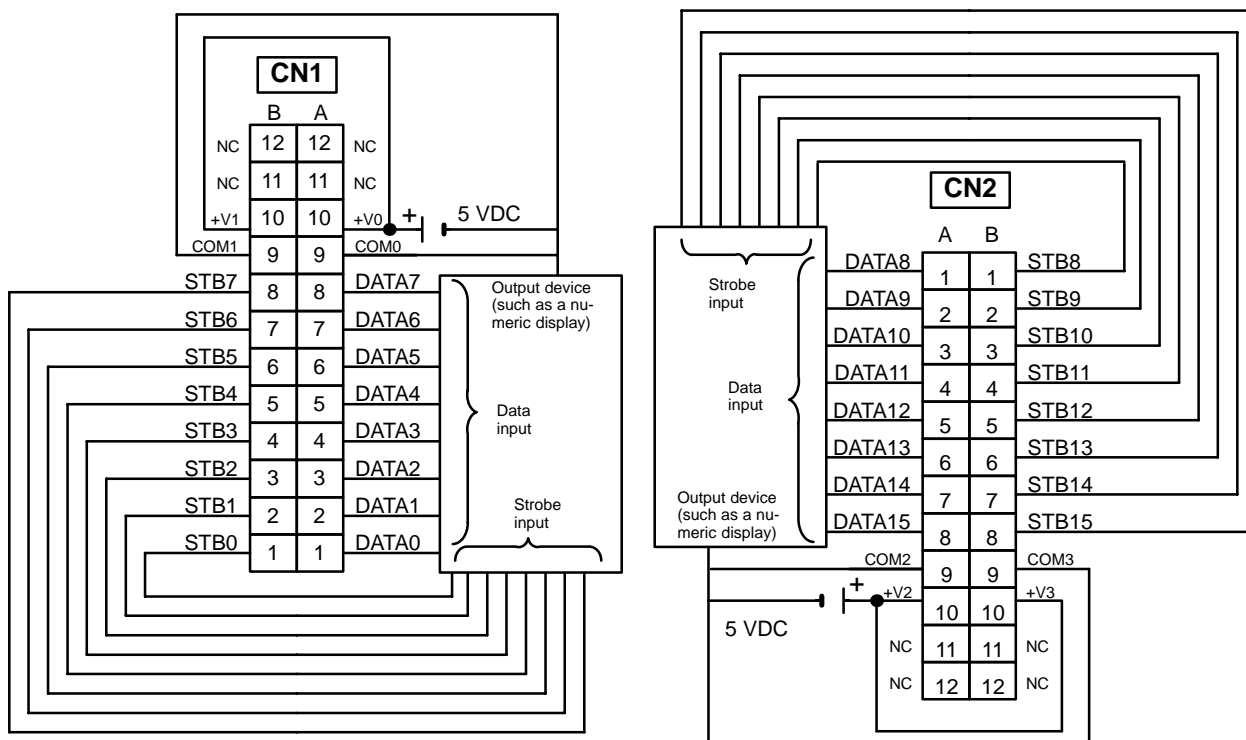 CN1
B A
NC 12 12 NC
NC 11 11 NC
+V1 10 10 +V0 + 5 VDC
COM1 9 9 COM0
STB7 8 8 DATA7
STB6 7 7 DATA6
STB5 6 6 DATA5
STB4 5 5 DATA4
STB3 4 4 DATA3
STB2 3 3 DATA2
STB1 2 2 DATA1
STB0 1 1 DATA0
Output device
(such as a nu-
meric display)
Data
input
Strobe
input
CN2
A B
DATA8 1 1 STB8
DATA9 2 2 STB9
DATA10 3 3 STB10
DATA11 4 4 STB11
DATA12 5 5 STB12
DATA13 6 6 STB13
DATA14 7 7 STB14
DATA15 8 8 STB15
COM2 9 9 COM3
+ +V2 10 10 +V3
5 VDC
NC 11 11 NC
NC 12 12 NC
Strobe
input
Data
input
Output device
(such as a nu-
meric display)